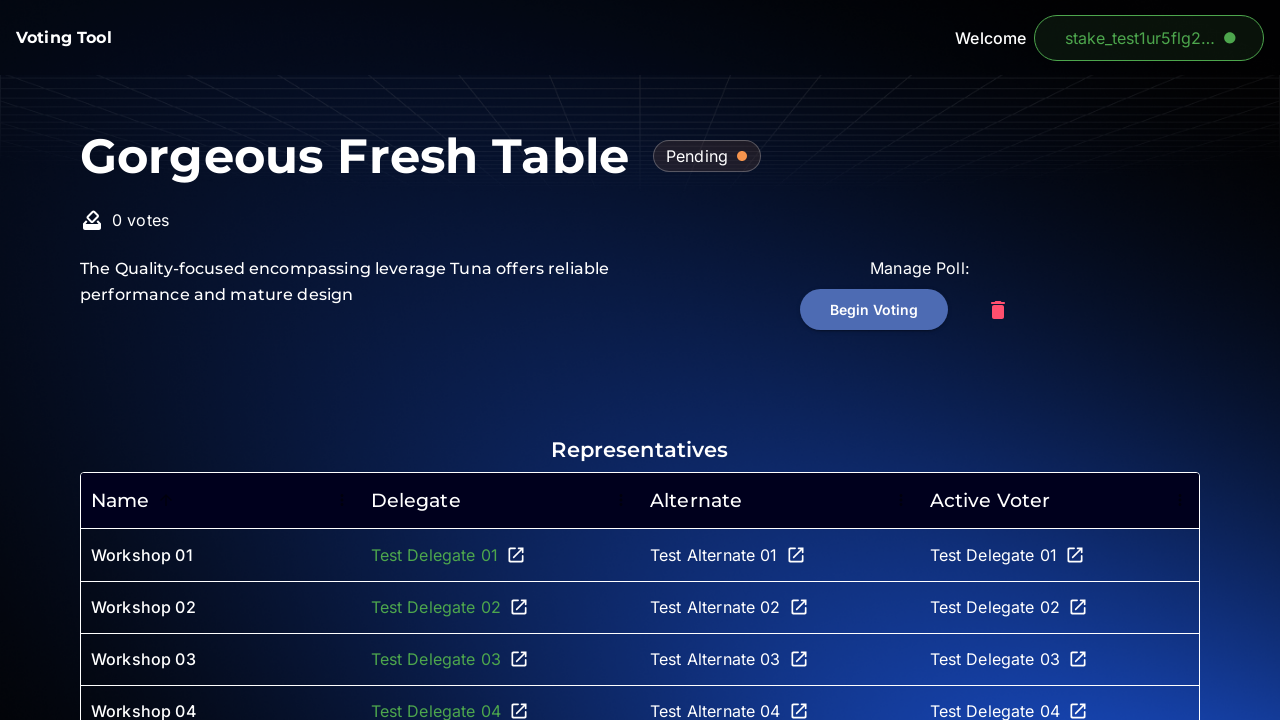 Voting Tool
Welcome
stake_test1ur5flg2...
Gorgeous Fresh Table
Pending
0 votes
The Quality-focused encompassing leverage Tuna offers reliable
performance and mature design
Manage Poll:
Begin Voting
Representatives
Name Delegate Alternate Active Voter
Workshop 01 Test Delegate 01 Test Alternate 01 Test Delegate 01
Workshop 02 Test Delegate 02 Test Alternate 02 Test Delegate 02
Workshop 03 Test Delegate 03 Test Alternate 03 Test Delegate 03
Workshop 04 Test Delegate 04 Test Alternate 04 Test Delegate 04